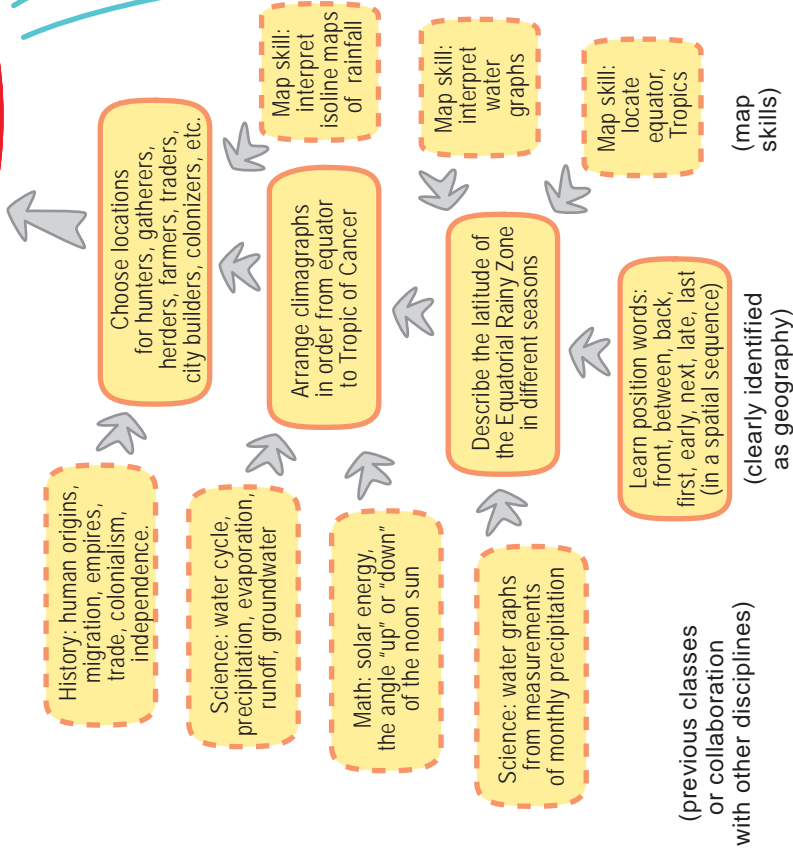 History: human origins,
migration, empires,
trade, colonialism,
independence.
Science: water cycle,
precipitation, evaporation,
runoff, groundwater
Math: solar energy,
the angle “up” or “down”
of the noon sun
Science: water graphs
from measurements
of monthly precipitation
(previous classes
or collaboration
with other disciplines)
Choose locations
for hunters, gatherers,
herders, farmers, traders,
city builders, colonizers, etc.
Arrange climagraphs
in order from equator
to Tropic of Cancer
Describe the latitude of
the Equatorial Rainy Zone
in different seasons
Learn position words:
front, between, back,
first, early, next, late, last
(in a spatial sequence)
(clearly identified
as geography)
Map skill:
interpret
isoline maps
of rainfall
Map skill:
interpret
water
graphs
Map skill:
locate
equator,
Tropics
(map
skills)